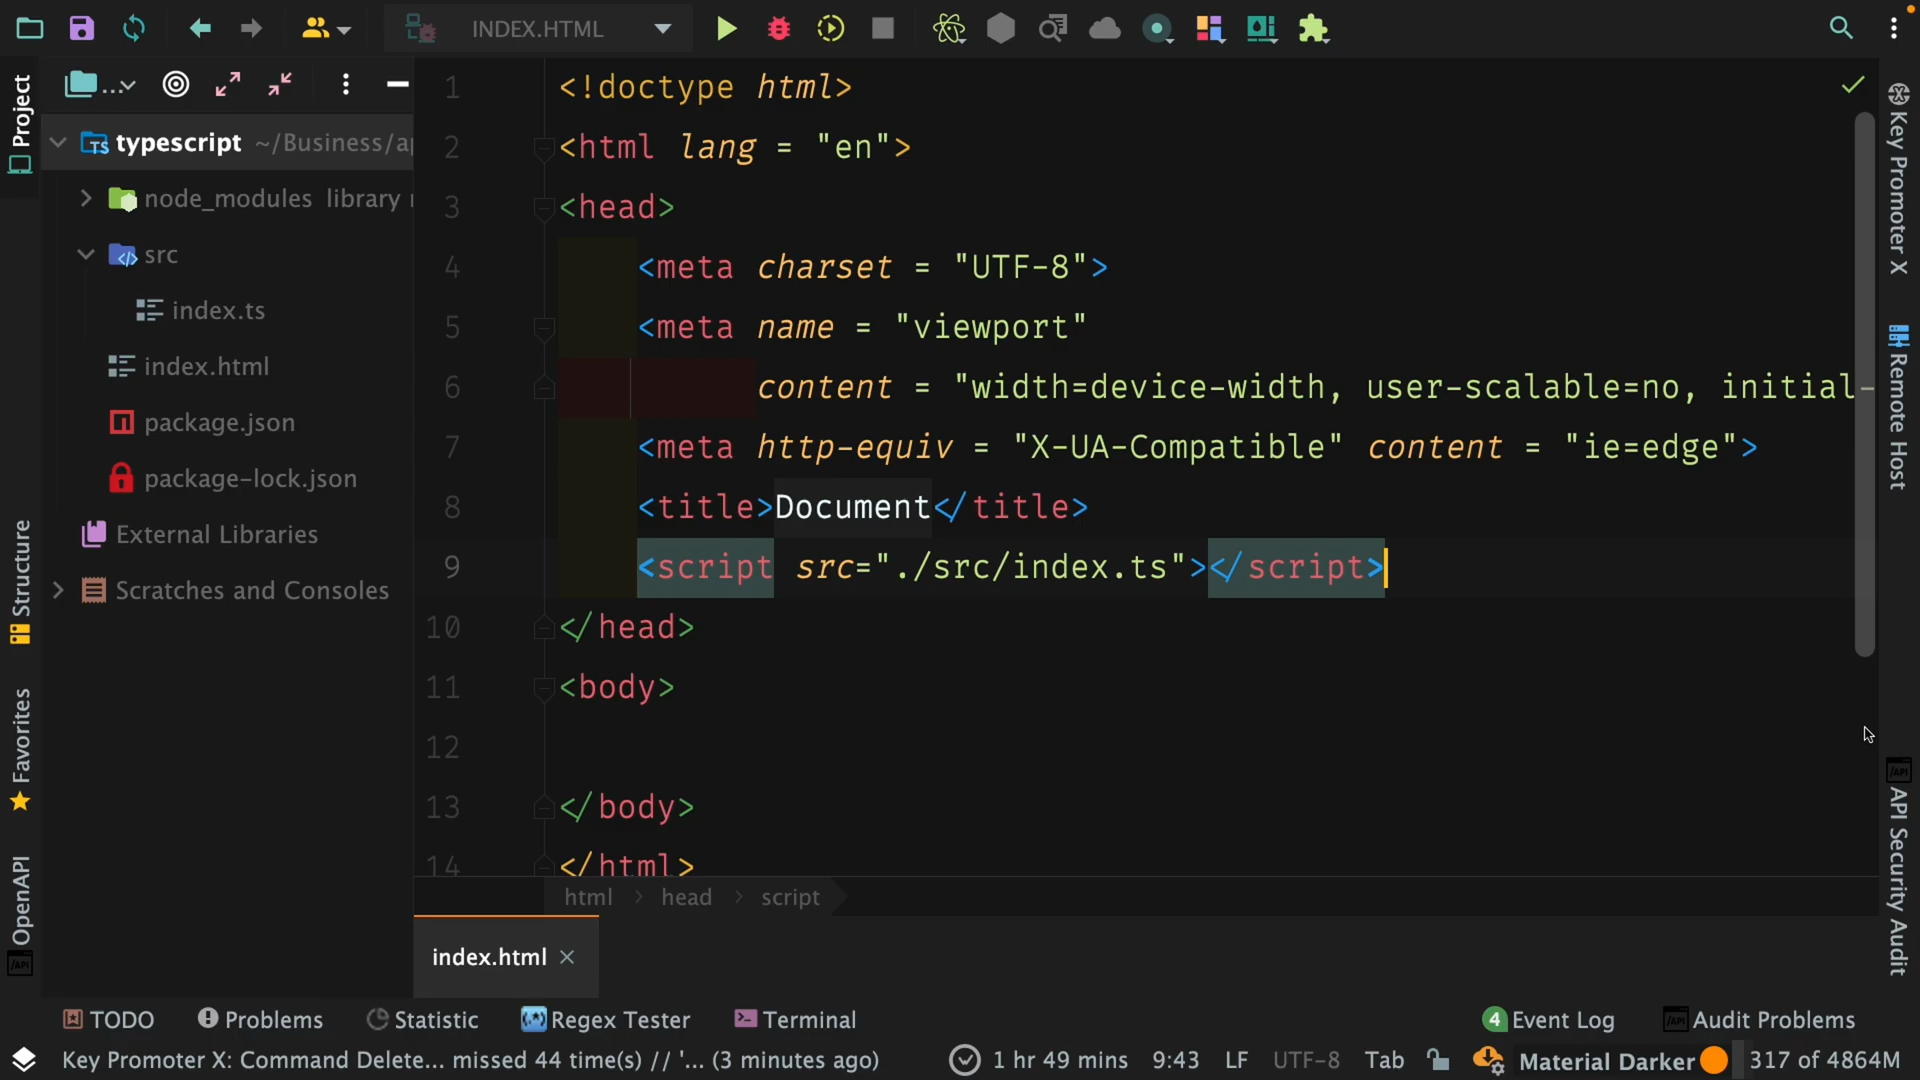 INDEX.HTML
Project
...
typescript ~/Business/a
node_modules library
src
index.ts
index.html
package.json
package-lock.json
External Libraries
Scratches and Consoles
Structure
Favorites
OpenAPI
1 <!doctype html>
2 <html lang = "en">
3 <head>
4 <meta charset = "UTF-8">
5 <meta name = "viewport"
6 content = "width=device-width, user-scalable=no, initial-
7 <meta http-equiv = "X-UA-Compatible" content = "ie=edge">
8 <title>Document</title>
9 <script src="./src/index.ts"></script>
10 </head>
11 <body>
12
13 </body>
14 </html>
html > head > script
index.html
Key Promoter X
Remote Host
API Security Audit
TODO Problems Statistic Regex Tester Terminal 4 Event Log Audit Problems
Key Promoter X: Command Delete... missed 44 time(s) // '... (3 minutes ago) 1 hr 49 mins 9:43 LF UTF-8 Tab Material Darker 317 of 4864M